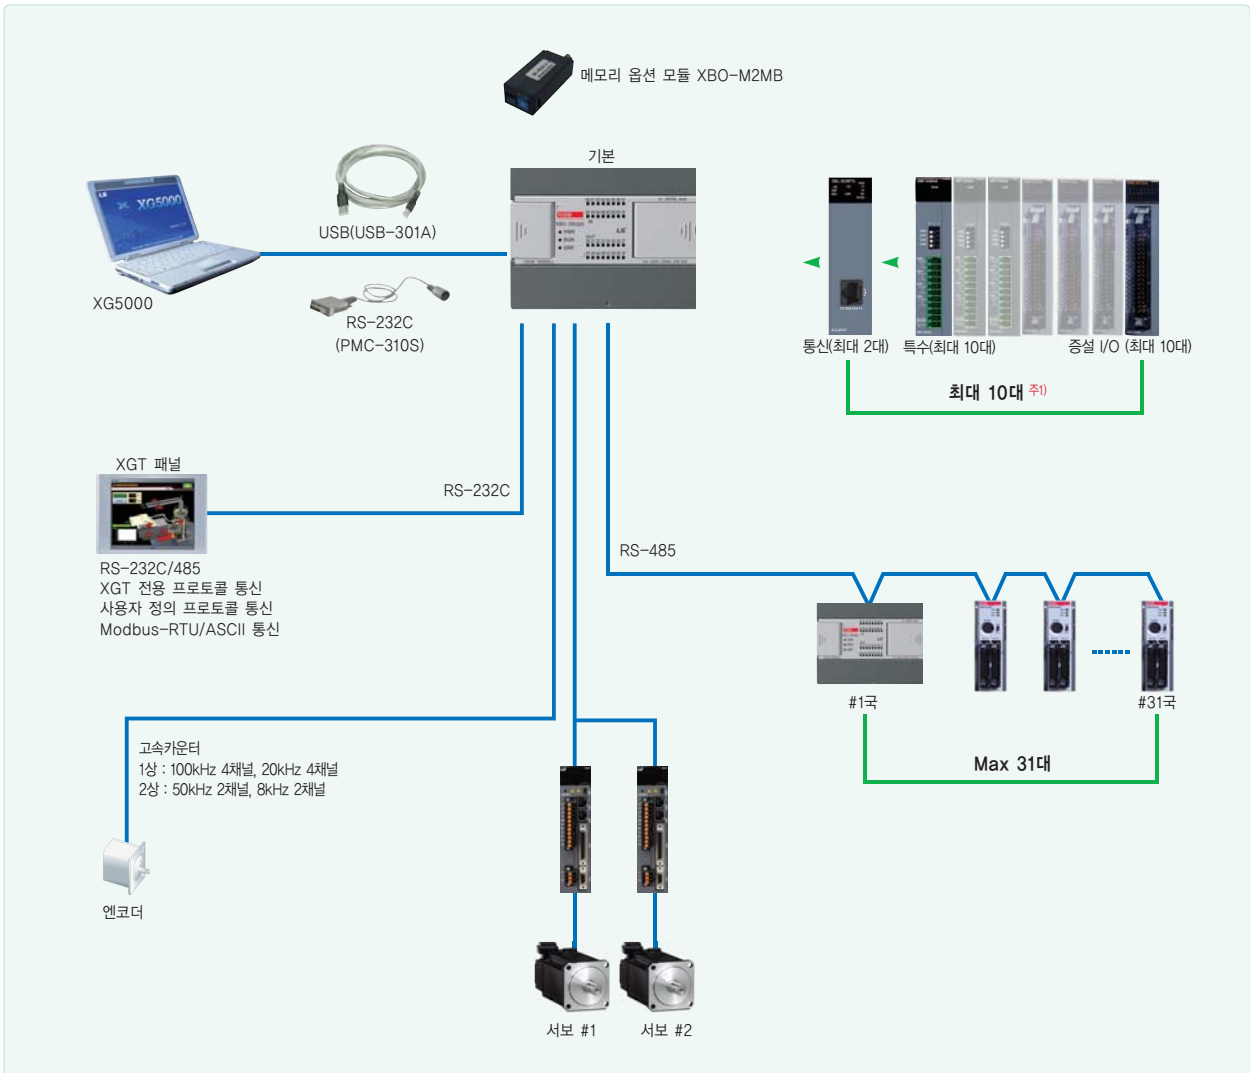 메모리 옵션 모듈 XBO-M2MB
기본
LS
XG5000
USB(USB-301A)
XG5000
RS-232C
(PMC-310S)
통신(최대 2대)
특수(최대 10대)
증설 I/O (최대 10대)
최대 10대 주1)
XGT 패널
RS-232C
RS-232C/485
XGT 전용 프로토콜 통신
사용자 정의 프로토콜 통신
Modbus-RTU/ASCII 통신
RS-485
#1국
#31국
Max 31대
고속카운터
1상 : 100kHz 4채널, 20kHz 4채널
2상 : 50kHz 2채널, 8kHz 2채널
엔코더
서보 #1
서보 #2